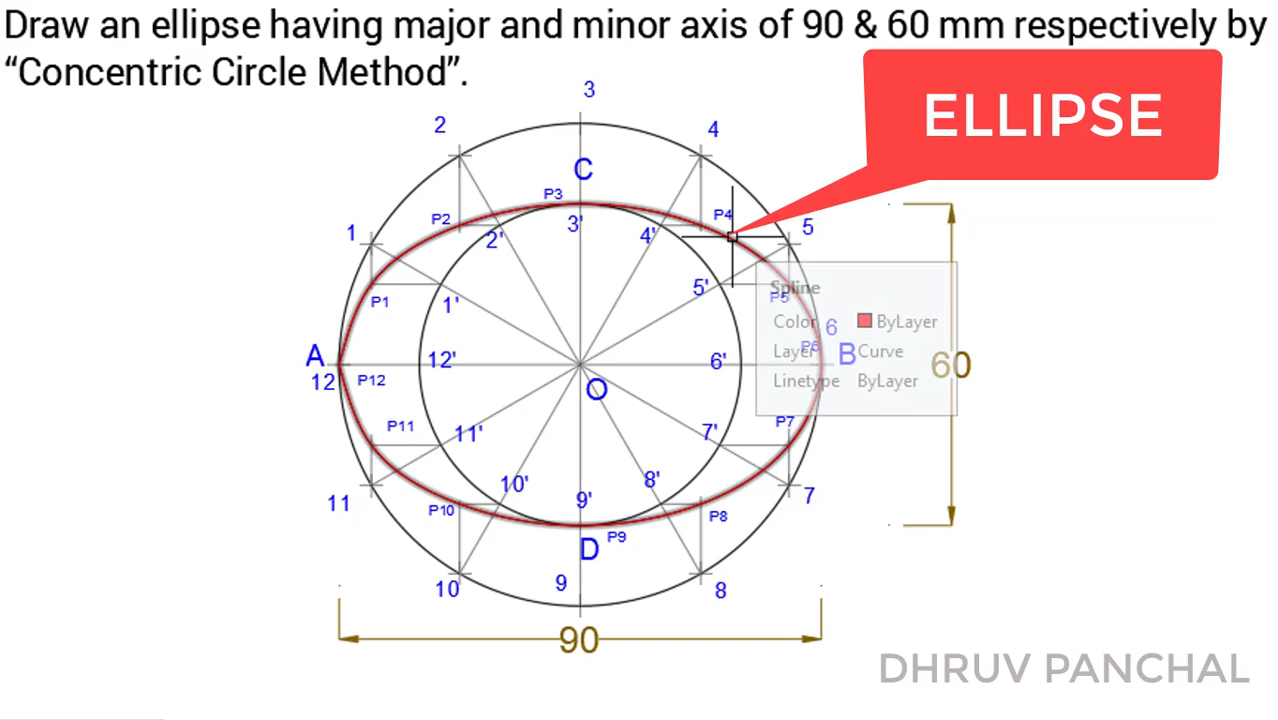 Draw an ellipse having major and minor axis of 90 & 60 mm respectively by
“Concentric Circle Method”.
ELLIPSE
3
2
4
C
P3
P2
P4
1
3'
2'
4'
5
5'
Spline
P1
1'
P5
Color
6
ByLayer
A
12'
6'
P6
Layer
B
Curve
60
12
P12
O
Linetype
ByLayer
P11
11'
7'
P7
10'
9'
8'
11
7
P10
P8
D
P9
10
9
8
90
DHRUV PANCHAL